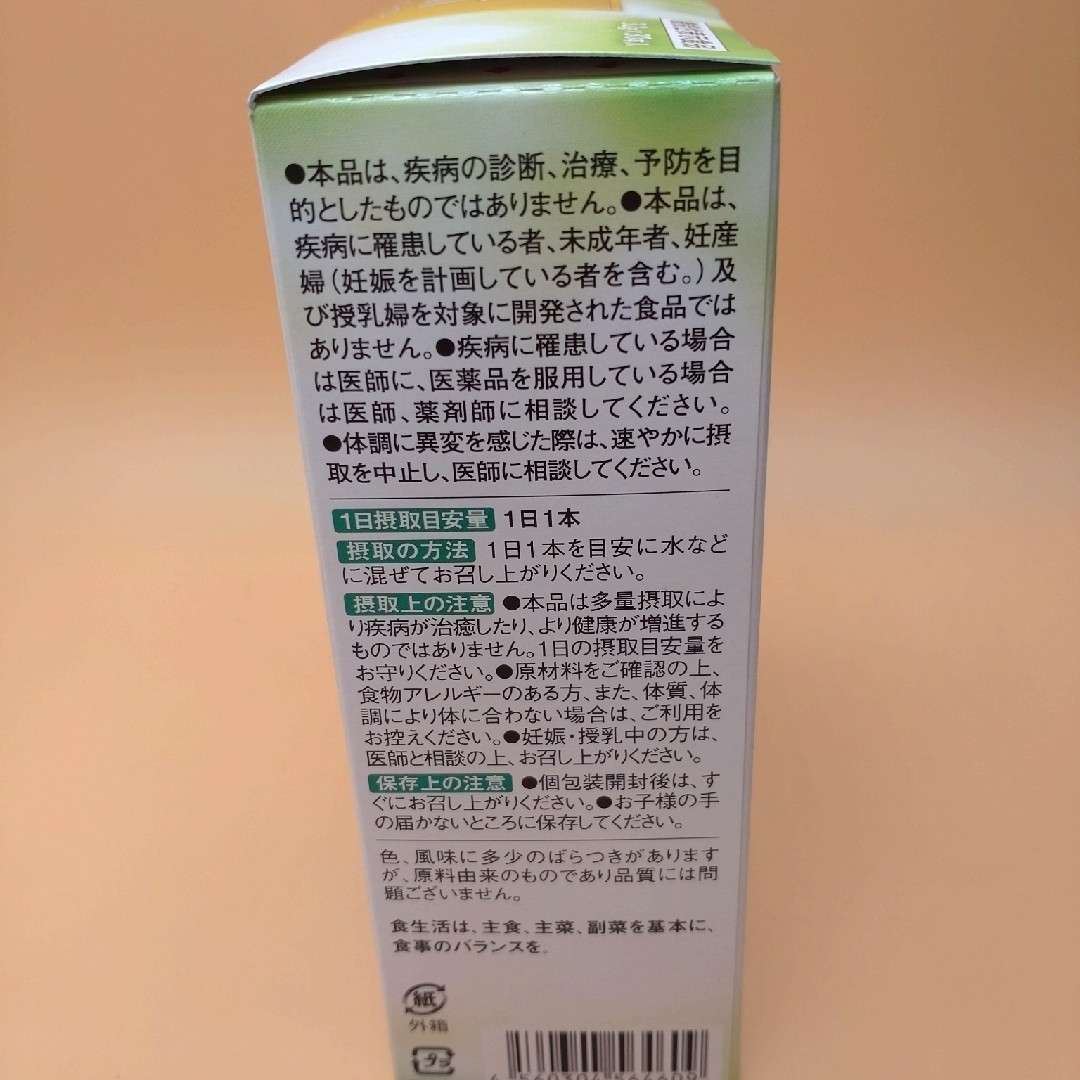 ●本品は、疾病の診断、治療、予防を目
的としたものではありません。●本品は、
疾病に罹患している者、未成年者、妊産
婦(妊娠を計画している者を含む。)及
び授乳婦を対象に開発された食品では
ありません。●疾病に罹患している場合
は医師に、医薬品を服用している場合
は医師、薬剤師に相談してください。
●体調に異変を感じた際は、速やかに摂
取を中止し、医師に相談してください。
1日摂取目安量 1日1本
摂取の方法 1日1本を目安に水など
に混ぜてお召し上がりください。
摂取上の注意 ●本品は多量摂取によ
り疾病が治癒したり、より健康が増進する
ものではありません。1日の摂取目安量を
お守りください。●原材料をご確認の上、
食物アレルギーのある方、また、体質、体
調により体に合わない場合は、ご利用を
お控えください。●妊娠・授乳中の方は、
医師と相談の上、お召し上がりください。
保存上の注意 ●個包装開封後は、す
ぐにお召し上がりください。●お子様の手
の届かないところに保存してください。
色、風味に多少のばらつきがあります
が、原料由来のものであり品質には問
題ございません。
食生活は、主食、主菜、副菜を基本に、
食事のバランスを。
紙
外箱
プラ